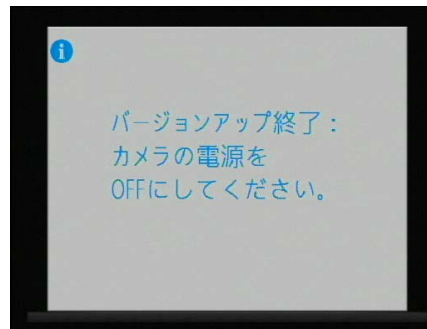 バージョンアップ終了：
カメラの電源を
OFFにしてください。